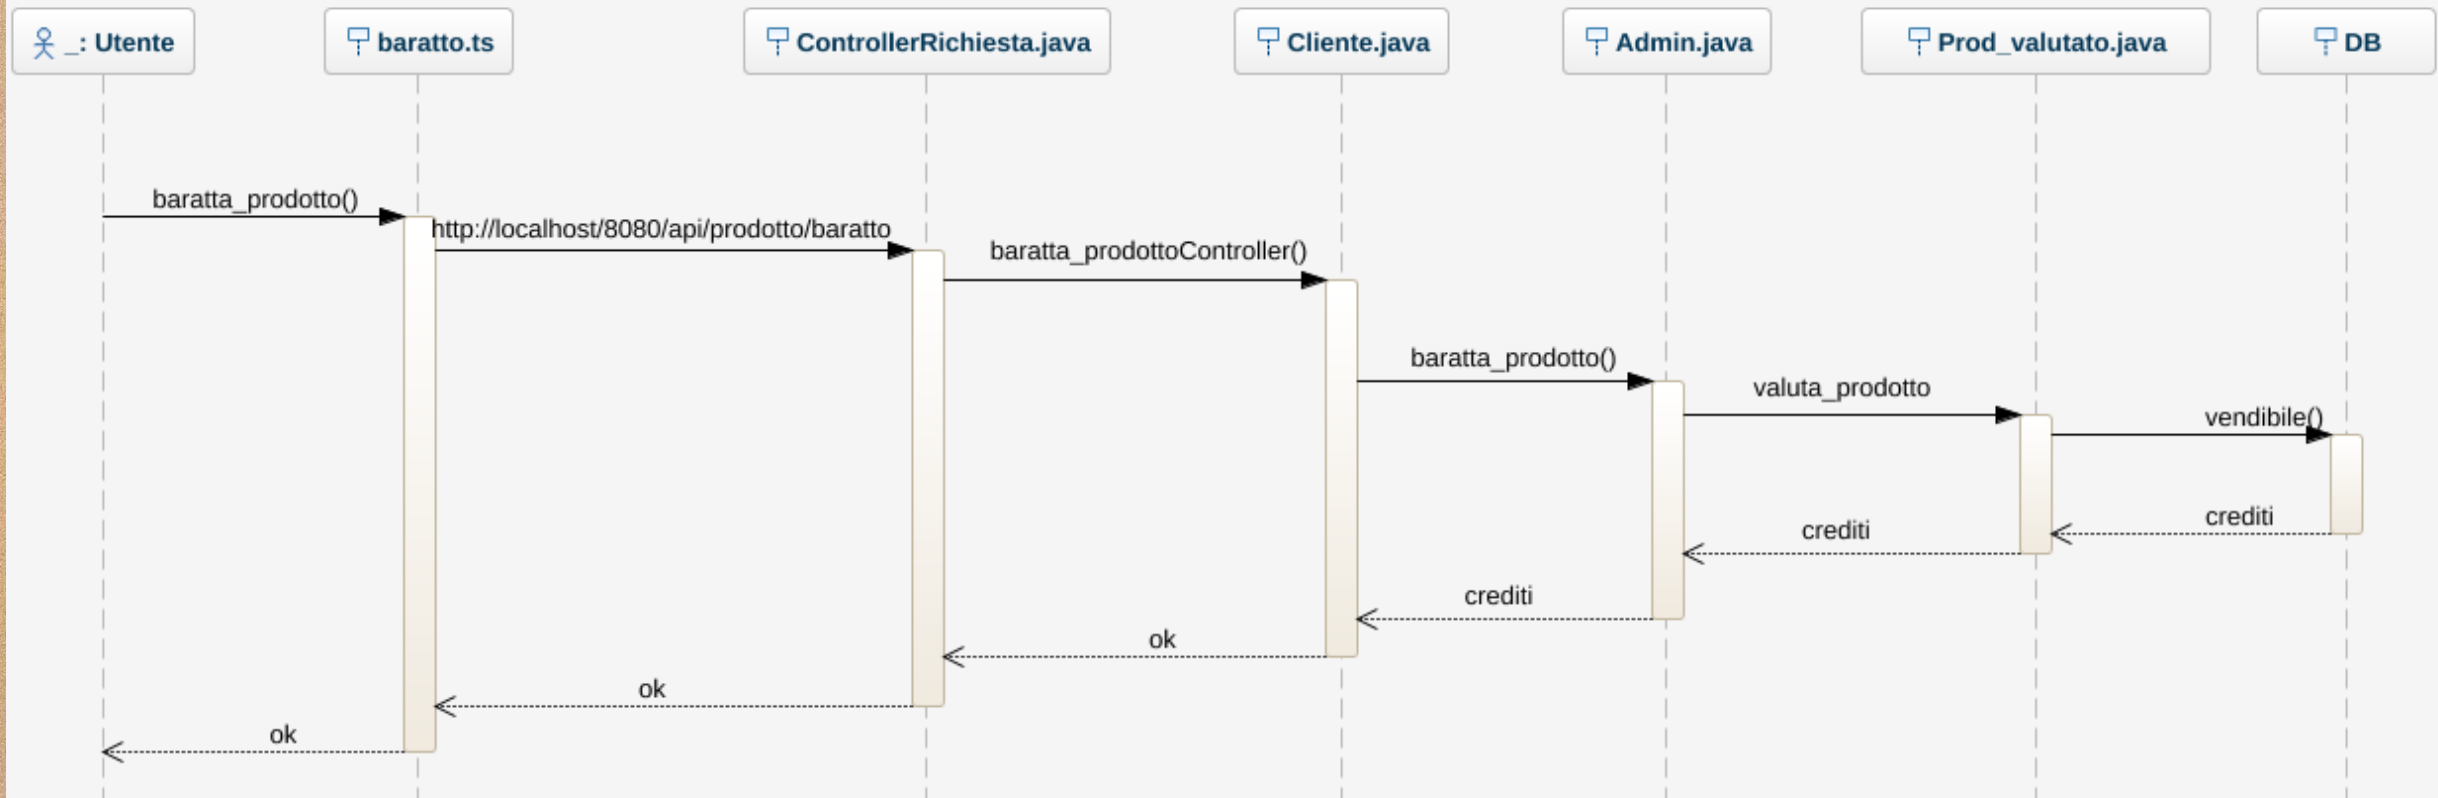 _: Utente
baratto.ts
ControllerRichiesta.java
Cliente.java
Admin.java
Prod_valutato.java
DB
baratta_prodotto()
http://localhost/8080/api/prodotto/baratto
baratta_prodottoController()
baratta_prodotto()
valuta_prodotto
vendibile()
crediti
crediti
crediti
ok
ok
ok